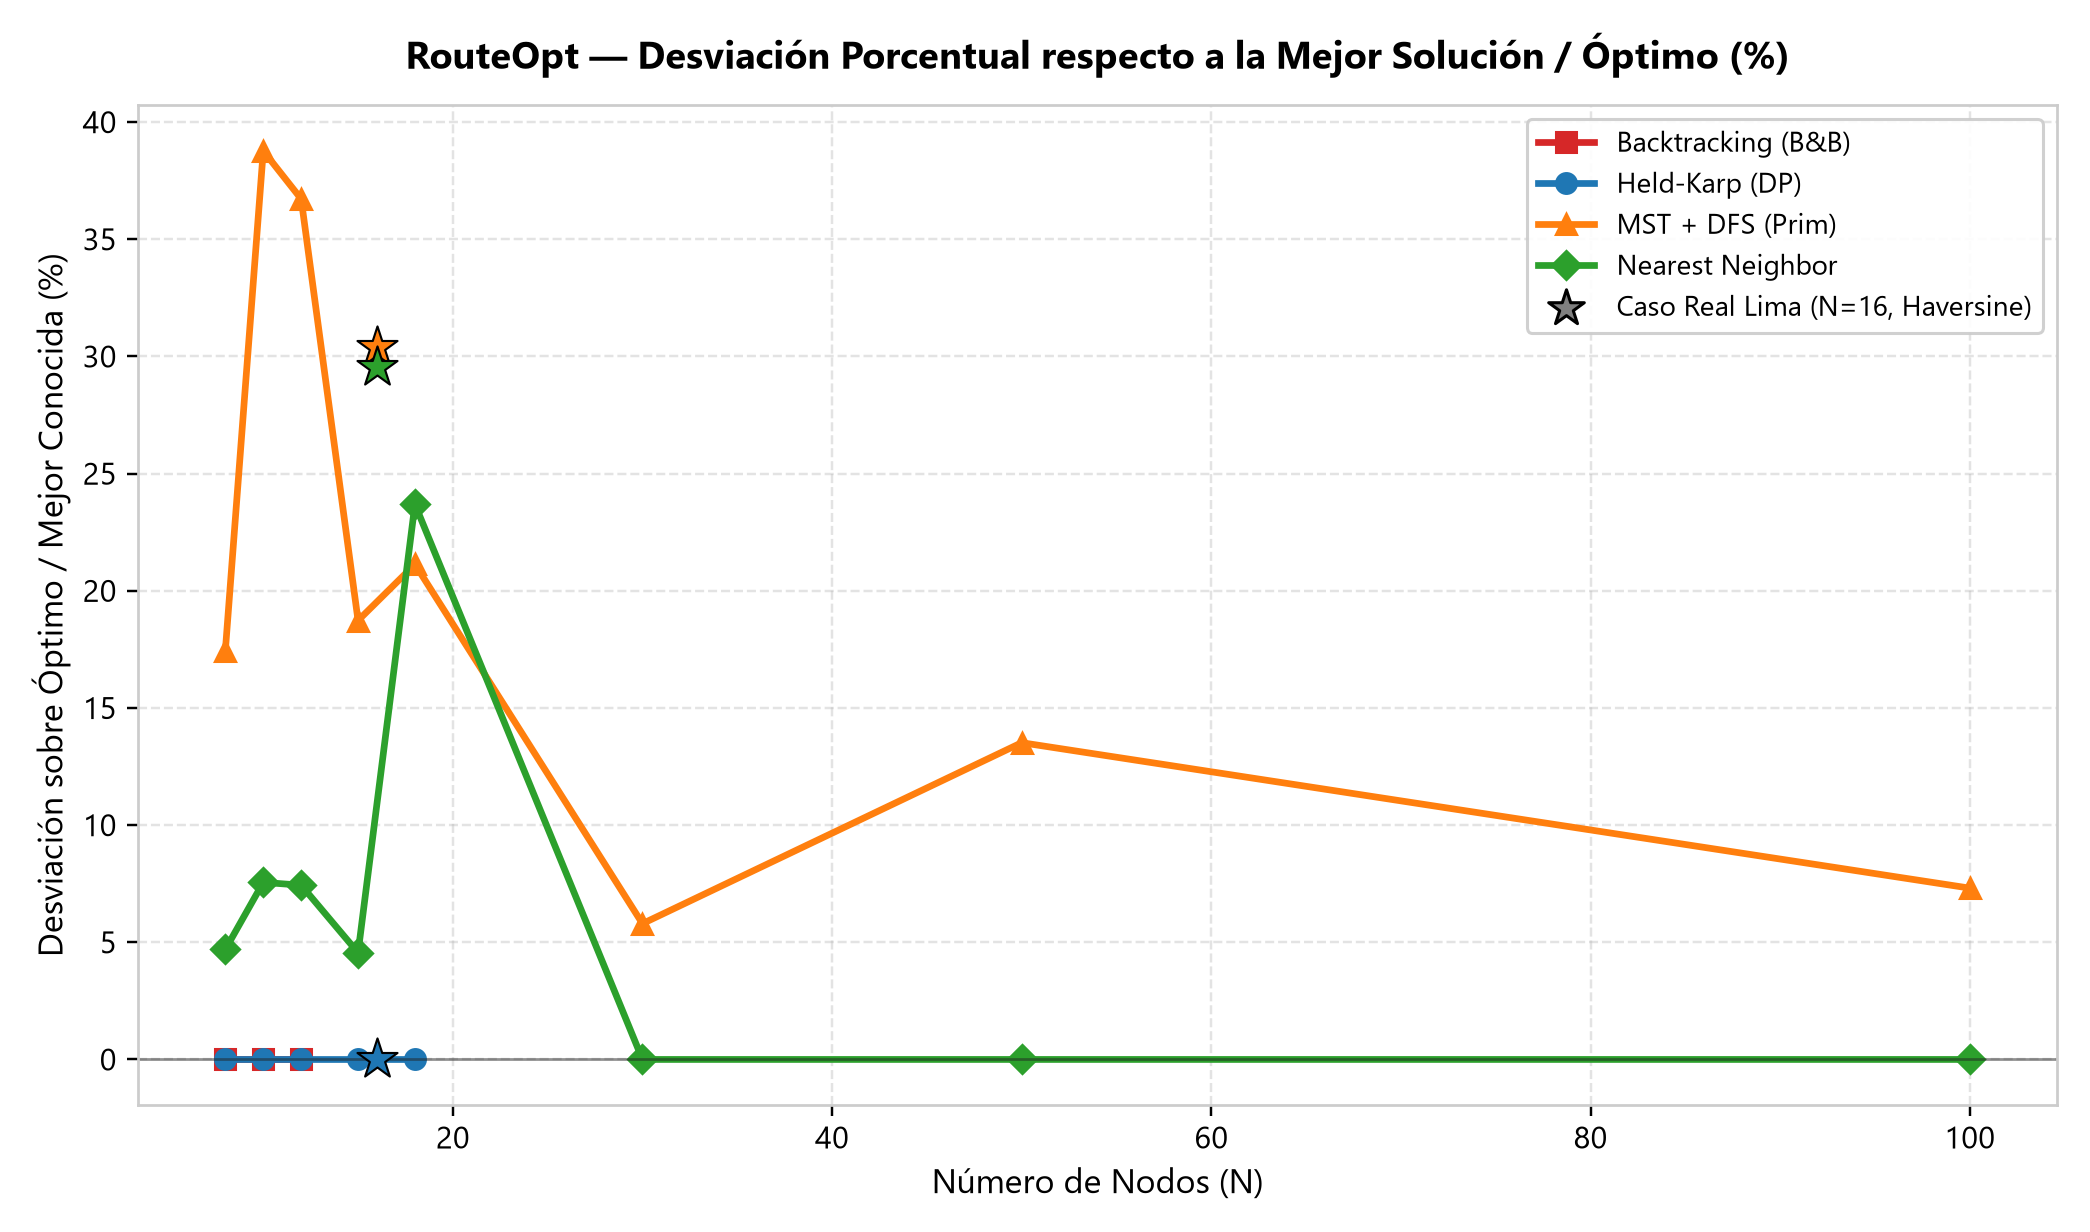 RouteOpt — Desviación Porcentual respecto a la Mejor Solución / Óptimo (%)
Desviación sobre Óptimo / Mejor Conocida (%)
40
35
30
25
20
15
10
5
0
Backtracking (B&B)
Held-Karp (DP)
MST + DFS (Prim)
Nearest Neighbor
Caso Real Lima (N=16, Haversine)
20
40
60
80
100
Número de Nodos (N)